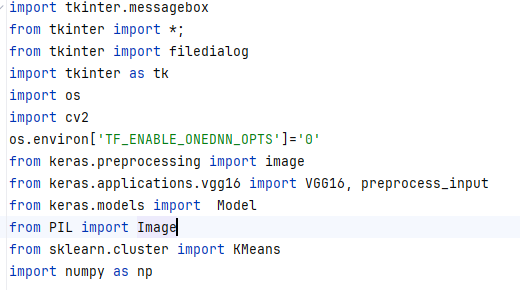 import tkinter.messagebox
from tkinter import *;
from tkinter import filedialog
import tkinter as tk
import os
import cv2
os.environ['TF_ENABLE_ONEDNN_OPTS']='0'
from keras.preprocessing import image
from keras.applications.vgg16 import VGG16, preprocess_input
from keras.models import  Model
from PIL import Image
from sklearn.cluster import KMeans
import numpy as np